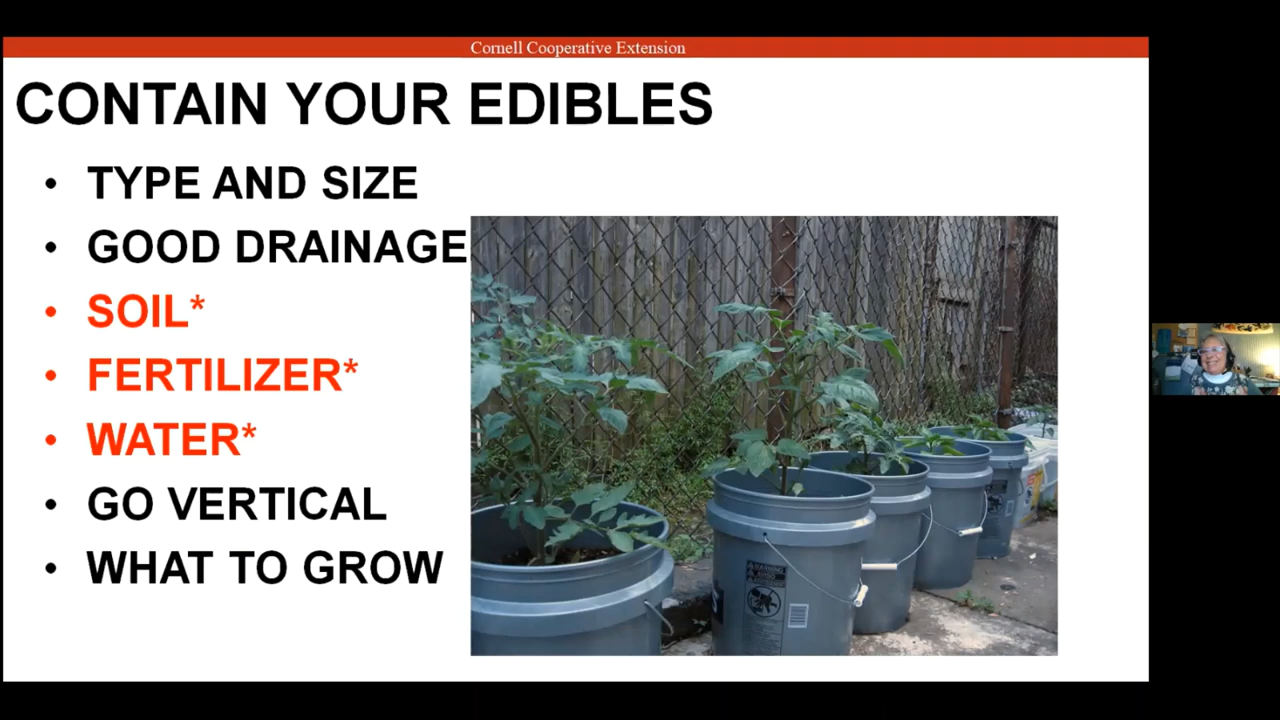 Cornell Cooperative Extension
CONTAIN YOUR EDIBLES
• TYPE AND SIZE
• GOOD DRAINAGE
• SOIL*
• FERTILIZER*
• WATER*
• GO VERTICAL
• WHAT TO GROW
WARNING